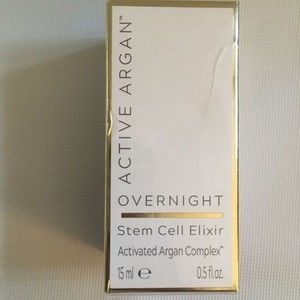 ACTIVE ARGAN™
OVERNIGHT
Stem Cell Elixir
Activated Argan Complex™
15 ml ℮ 0.5 fl.oz.